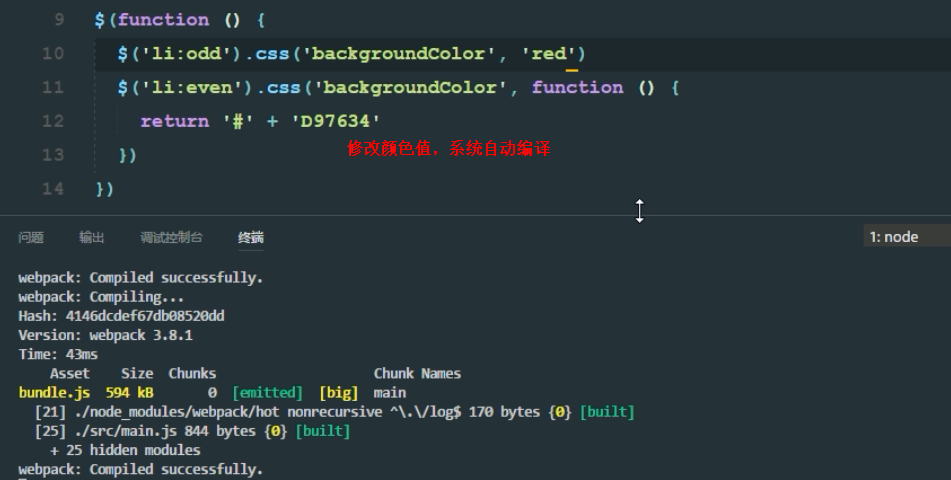 9 $(function () {
10 $('li:odd').css('backgroundColor', 'red')
11 $('li:even').css('backgroundColor', function () {
12 return '#' + 'D97634'
修改颜色值，系统自动编译
13 })
14 })
问题 输出 调试控制台 终端 1: node
webpack: Compiled successfully.
webpack: Compiling...
Hash: 4146dcdef67db08520dd
Version: webpack 3.8.1
Time: 43ms
Asset Size Chunks Chunk Names
bundle.js 594 kB 0 [emitted] [big] main
[21] ./node_modules/webpack/hot nonrecursive ^\.\/log$ 170 bytes {0} [built]
[25] ./src/main.js 844 bytes {0} [built]
+ 25 hidden modules
webpack: Compiled successfully.